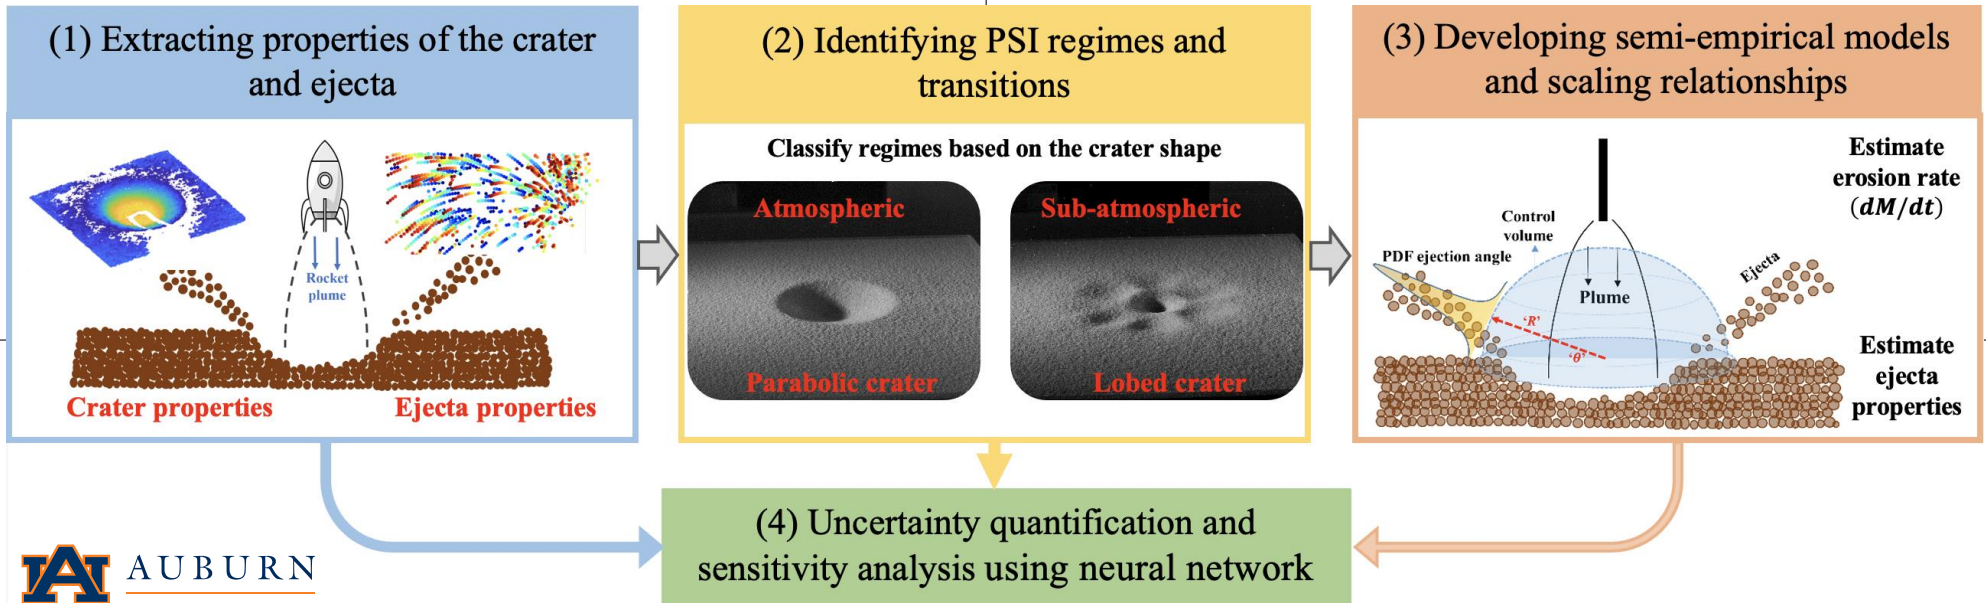 (1) Extracting properties of the crater
and ejecta
Rocket
plume
Crater properties
Ejecta properties
(2) Identifying PSI regimes and
transitions
Classify regimes based on the crater shape
Atmospheric
Parabolic crater
Sub-atmospheric
Lobed crater
(3) Developing semi-empirical models
and scaling relationships
Estimate
erosion rate
(dM/dt)
Control
volume
PDF ejection angle
Plume
Ejecta
'R'
'θ'
Estimate
ejecta
properties
(4) Uncertainty quantification and
sensitivity analysis using neural network
AU
AUBURN